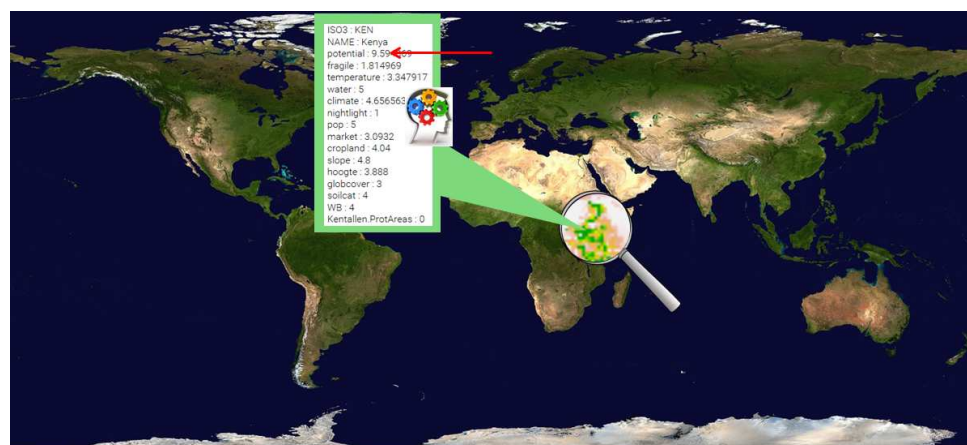 ISO3 : KEN
NAME : Kenya
potential : 9.59
fragile : 1.814969
temperature : 3.347917
water : 5
climate : 4.656563
nightlight : 1
pop : 5
market : 3.0932
cropland : 4.04
slope : 4.8
hoogte : 3.888
globcover : 3
soilcat : 4
WB : 4
Kentallen.ProtAreas : 0